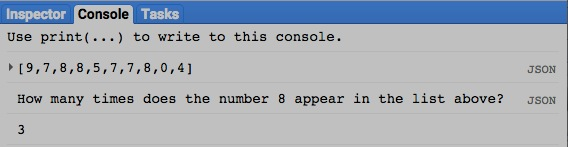 Inspector Console Tasks
Use print(...) to write to this console.
[9,7,8,8,5,7,7,8,0,4] JSON
How many times does the number 8 appear in the list above? JSON
3